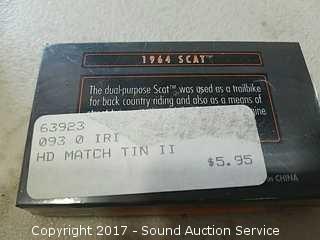 1964 SCAT™
The dual-purpose Scat™ was used as a trailbike
for back country riding and also as a means of
63923
093 0 IRI
HD MATCH TIN II
$5.95
CHINA
Copyright 2017 - Sound Auction Service